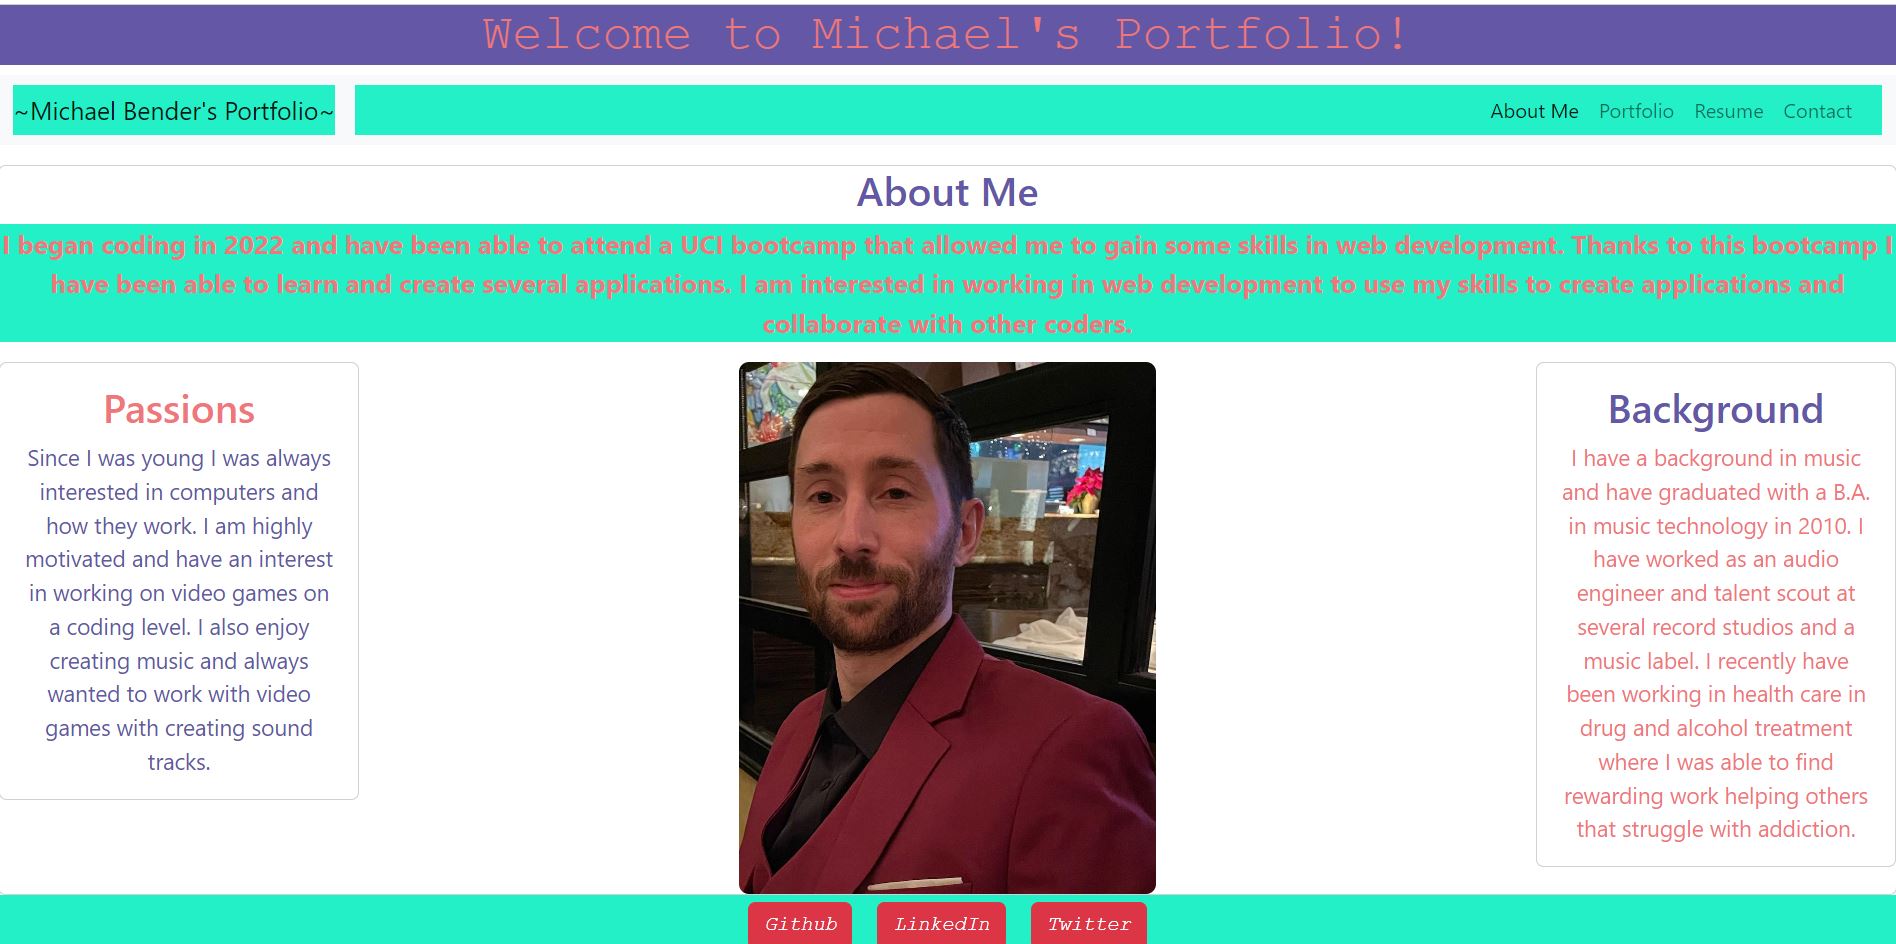 Welcome to Michael's Portfolio!
~Michael Bender's Portfolio~
About Me Portfolio Resume Contact
About Me
I began coding in 2022 and have been able to attend a UCI bootcamp that allowed me to gain some skills in web development. Thanks to this bootcamp I
have been able to learn and create several applications. I am interested in working in web development to use my skills to create applications and
collaborate with other coders.
Passions
Since I was young I was always
interested in computers and
how they work. I am highly
motivated and have an interest
in working on video games on
a coding level. I also enjoy
creating music and always
wanted to work with video
games with creating sound
tracks.
Background
I have a background in music
and have graduated with a B.A.
in music technology in 2010. I
have worked as an audio
engineer and talent scout at
several record studios and a
music label. I recently have
been working in health care in
drug and alcohol treatment
where I was able to find
rewarding work helping others
that struggle with addiction.
Github LinkedIn Twitter